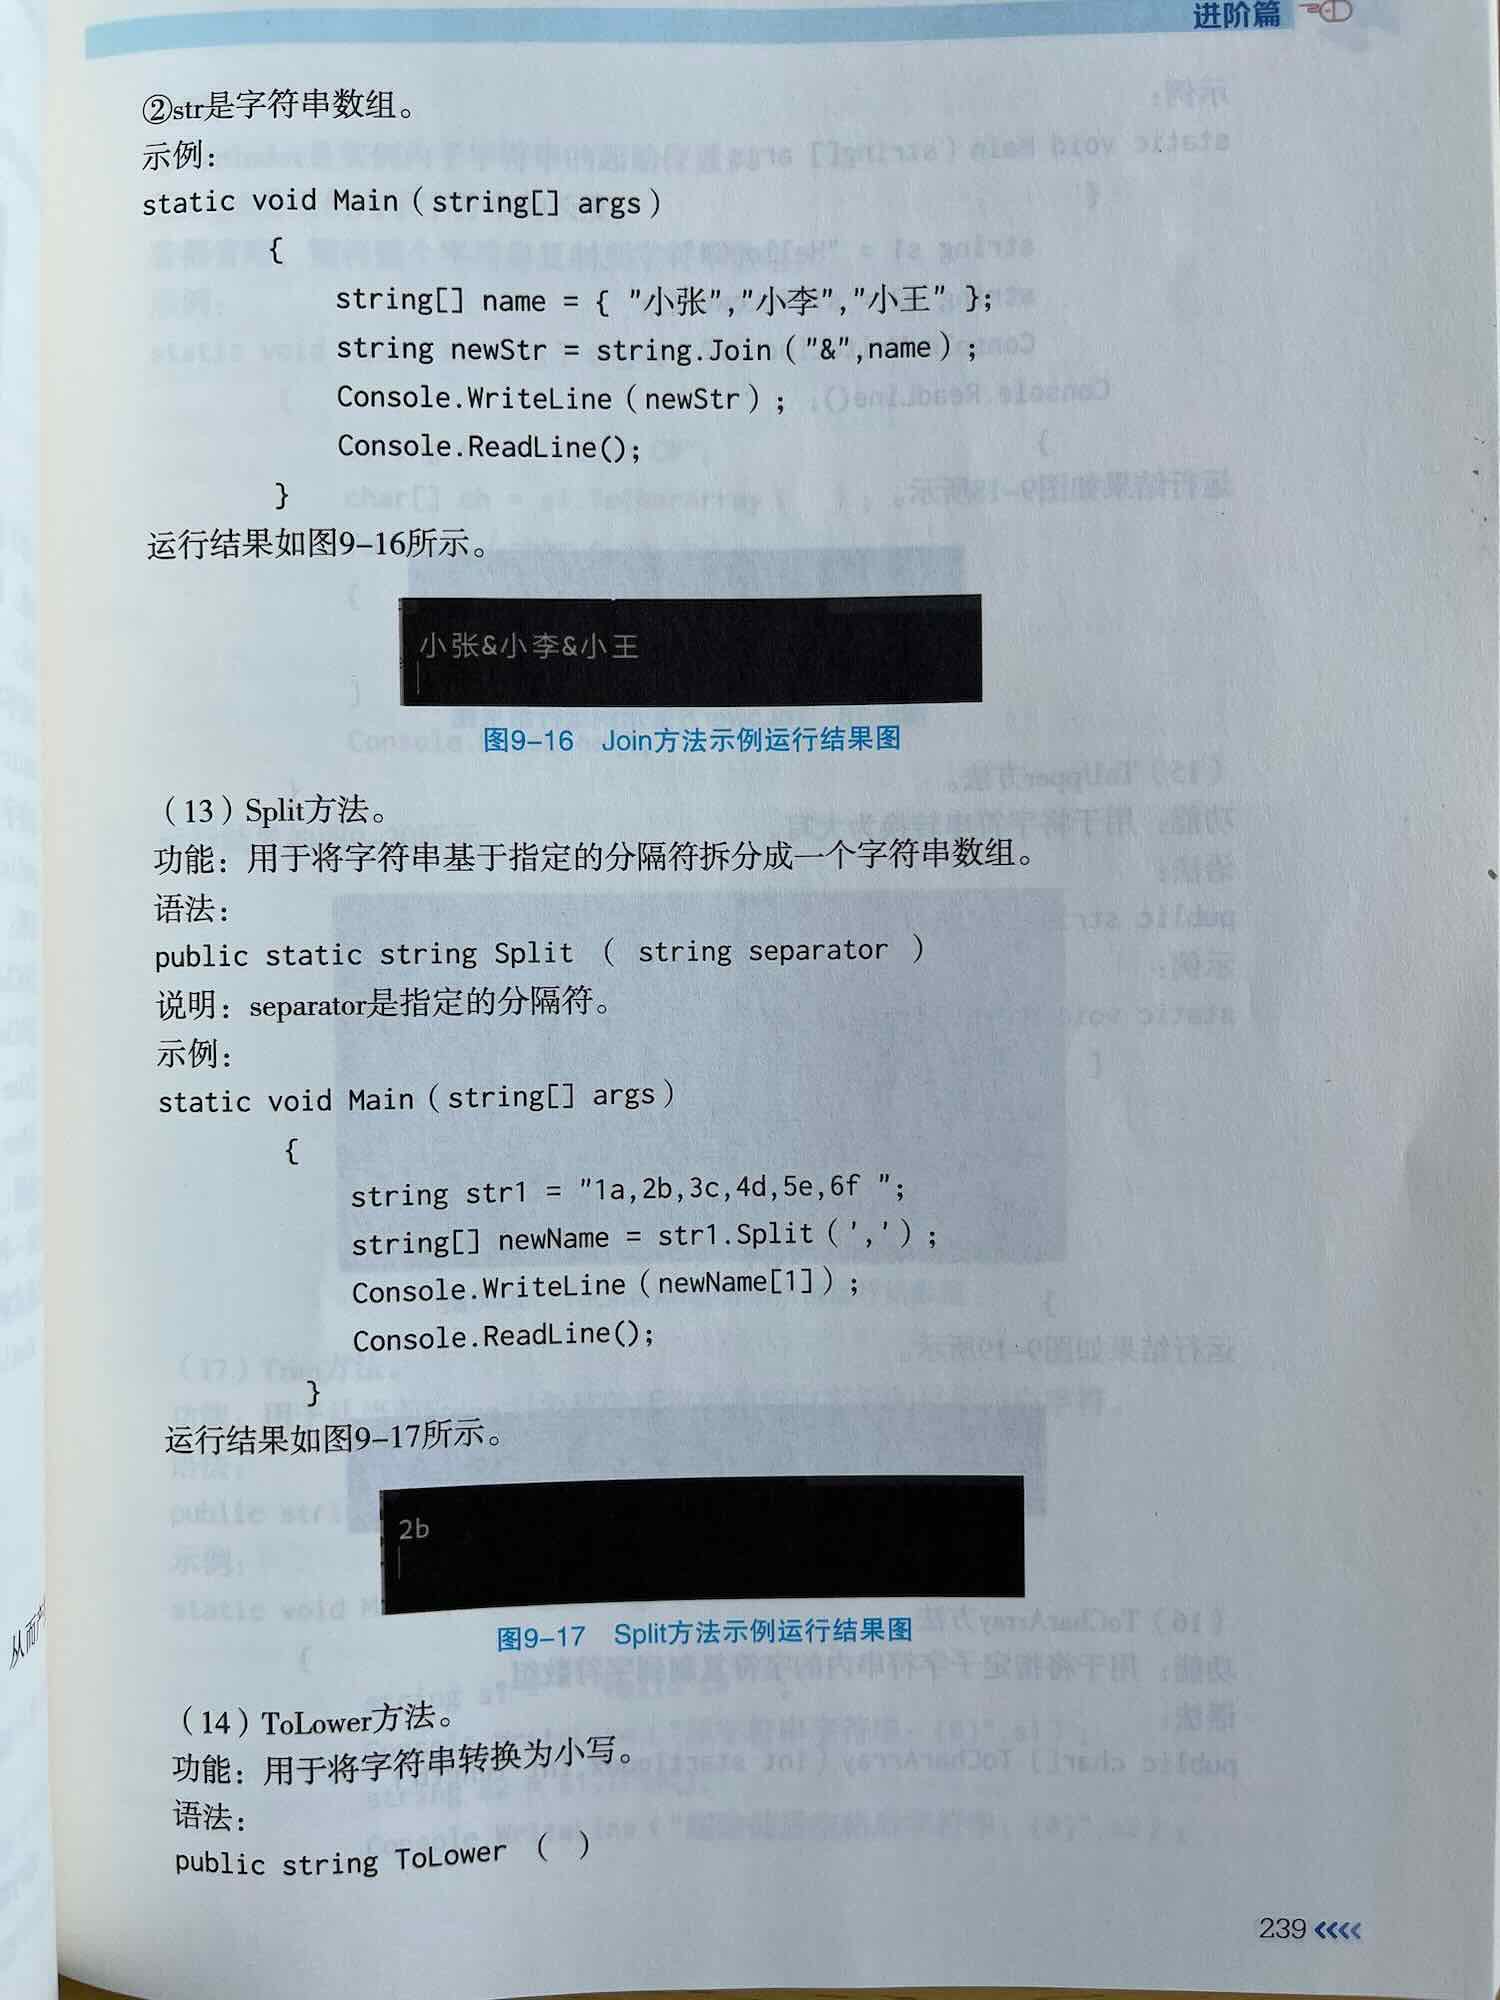 进阶篇
②str是字符串数组。
示例：
static void Main（string[] args）
{
string[] name = { "小张","小李","小王" };
string newStr = string.Join（"&",name）;
Console.WriteLine（newStr）;
Console.ReadLine();
}
运行结果如图9-16所示。
小张&小李&小王
图9-16 Join方法示例运行结果图
（13）Split方法。
功能：用于将字符串基于指定的分隔符拆分成一个字符串数组。
语法：
public static string Split （ string separator ）
说明：separator是指定的分隔符。
示例：
static void Main（string[] args）
{
string str1 = "1a,2b,3c,4d,5e,6f ";
string[] newName = str1.Split（','）;
Console.WriteLine（newName[1]）;
Console.ReadLine();
}
运行结果如图9-17所示。
2b
图9-17 Split方法示例运行结果图
（14）ToLower方法。
功能：用于将字符串转换为小写。
语法：
public string ToLower （ ）
239